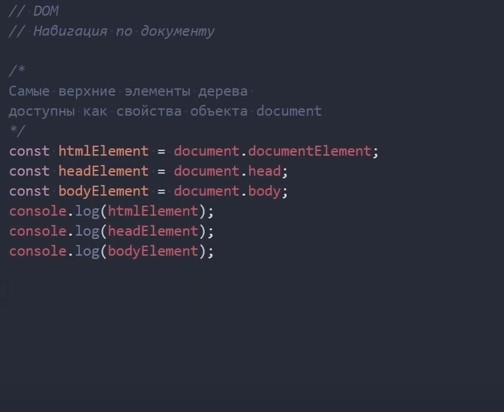 // DOM
// Навигация по документу
/*
Самые верхние элементы дерева
доступны как свойства объекта document
*/
const htmlElement = document.documentElement;
const headElement = document.head;
const bodyElement = document.body;
console.log(htmlElement);
console.log(headElement);
console.log(bodyElement);